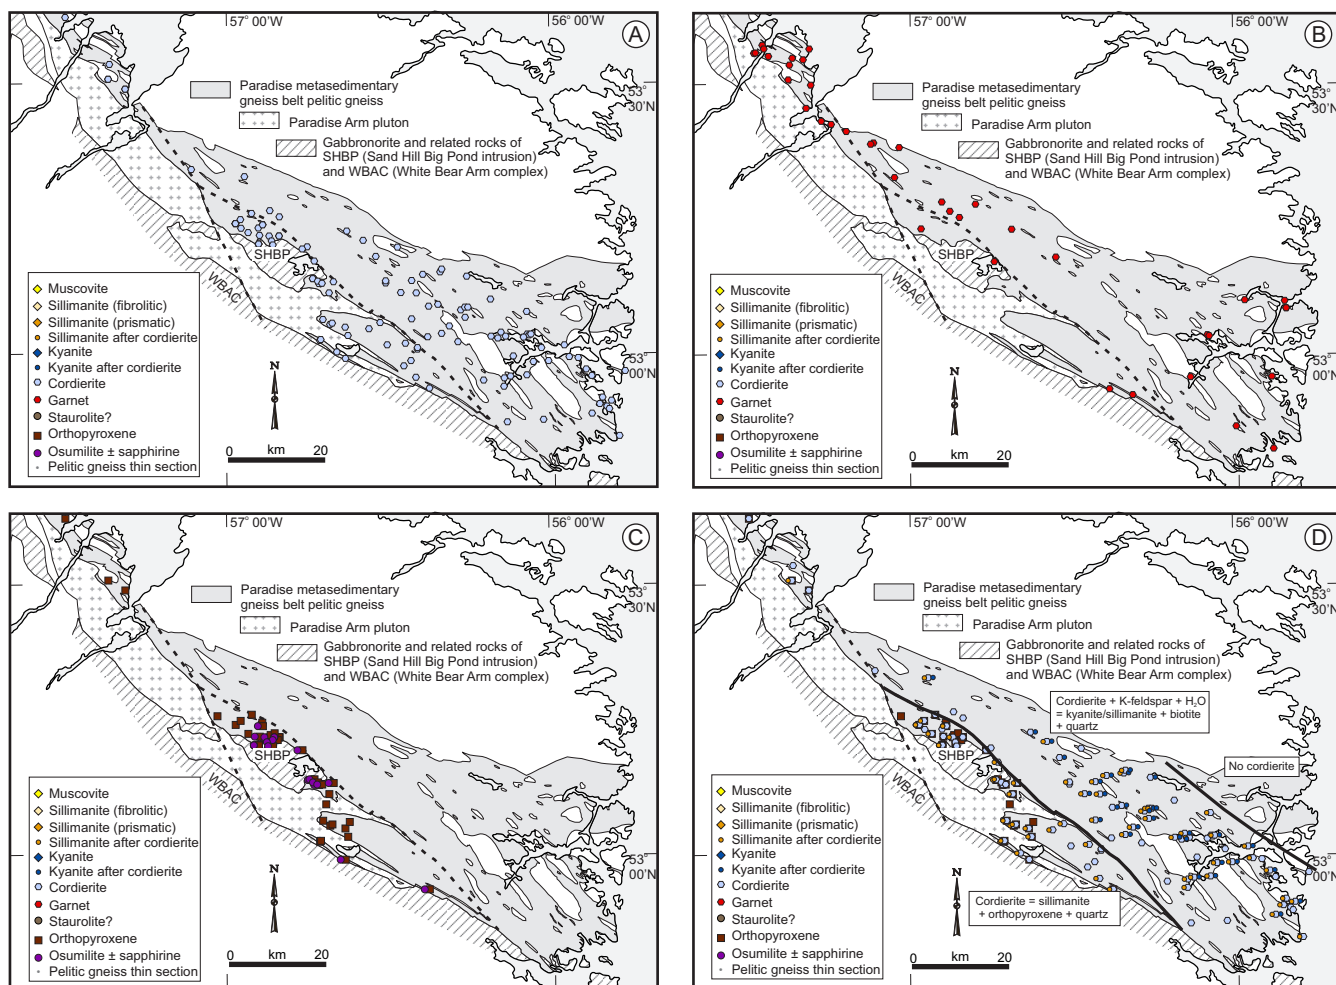 57° 00'W
56° 00'W
A
53°
30'N
Paradise metasedimentary
gneiss belt pelitic gneiss
Paradise Arm pluton
Gabbronorite and related rocks of
SHBP (Sand Hill Big Pond intrusion)
and WBAC (White Bear Arm complex)
SHBP
WBAC
Muscovite
Sillimanite (fibrolitic)
Sillimanite (prismatic)
Sillimanite after cordierite
Kyanite
Kyanite after cordierite
Cordierite
Garnet
Staurolite?
Orthopyroxene
Osumilite ± sapphirine
Pelitic gneiss thin section
N
0 km 20
53°
00'N
57° 00'W
56° 00'W
B
53°
30'N
Paradise metasedimentary
gneiss belt pelitic gneiss
Paradise Arm pluton
Gabbronorite and related rocks of
SHBP (Sand Hill Big Pond intrusion)
and WBAC (White Bear Arm complex)
SHBP
WBAC
Muscovite
Sillimanite (fibrolitic)
Sillimanite (prismatic)
Sillimanite after cordierite
Kyanite
Kyanite after cordierite
Cordierite
Garnet
Staurolite?
Orthopyroxene
Osumilite ± sapphirine
Pelitic gneiss thin section
N
0 km 20
53°
00'N
57° 00'W
56° 00'W
C
53°
30'N
Paradise metasedimentary
gneiss belt pelitic gneiss
Paradise Arm pluton
Gabbronorite and related rocks of
SHBP (Sand Hill Big Pond intrusion)
and WBAC (White Bear Arm complex)
SHBP
WBAC
Muscovite
Sillimanite (fibrolitic)
Sillimanite (prismatic)
Sillimanite after cordierite
Kyanite
Kyanite after cordierite
Cordierite
Garnet
Staurolite?
Orthopyroxene
Osumilite ± sapphirine
Pelitic gneiss thin section
N
0 km 20
53°
00'N
57° 00'W
56° 00'W
D
53°
30'N
Paradise metasedimentary
gneiss belt pelitic gneiss
Paradise Arm pluton
Gabbronorite and related rocks of
SHBP (Sand Hill Big Pond intrusion)
and WBAC (White Bear Arm complex)
Cordierite + K-feldspar + H₂O
= kyanite/sillimanite + biotite
+ quartz
No cordierite
SHBP
WBAC
Muscovite
Sillimanite (fibrolitic)
Sillimanite (prismatic)
Sillimanite after cordierite
Kyanite
Kyanite after cordierite
Cordierite
Garnet
Staurolite?
Orthopyroxene
Osumilite ± sapphirine
Pelitic gneiss thin section
Cordierite = sillimanite
+ orthopyroxene + quartz
N
0 km 20
53°
00'N